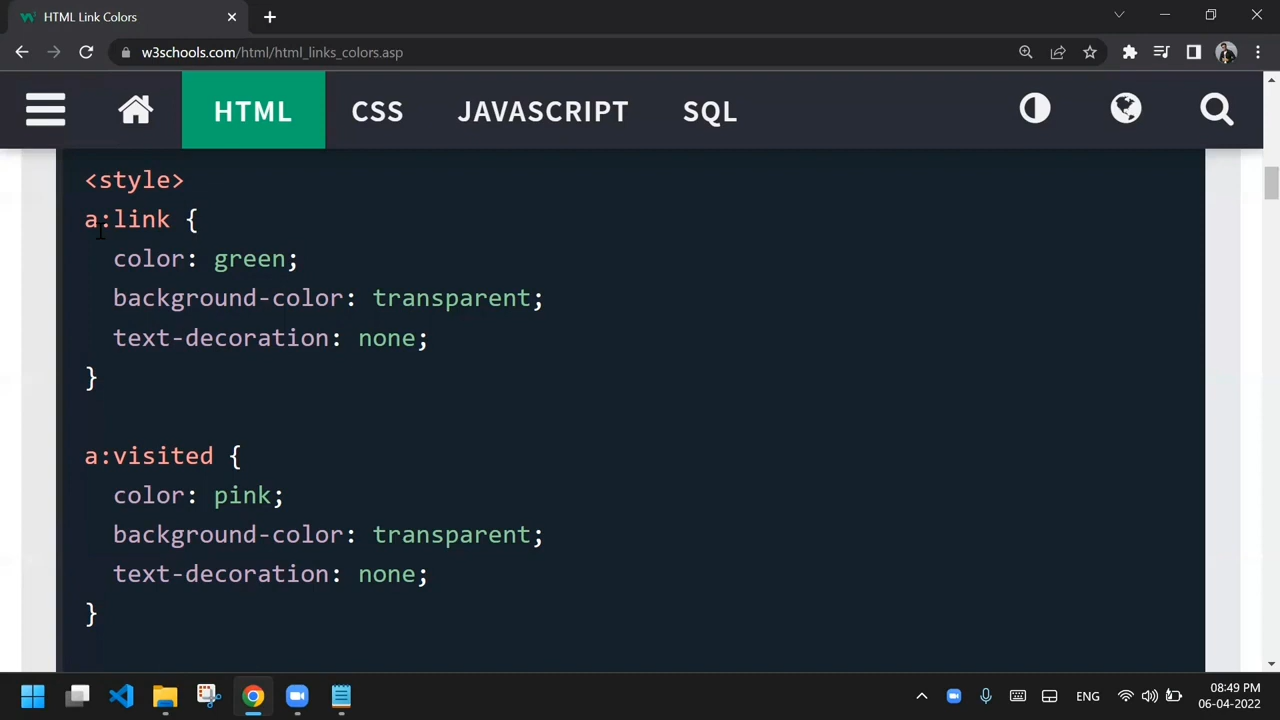 HTML Link Colors
w3schools.com/html/html_links_colors.asp
HTML CSS JAVASCRIPT SQL
<style>
a:link {
  color: green;
  background-color: transparent;
  text-decoration: none;
}
a:visited {
  color: pink;
  background-color: transparent;
  text-decoration: none;
}
ENG
08:49 PM
06-04-2022